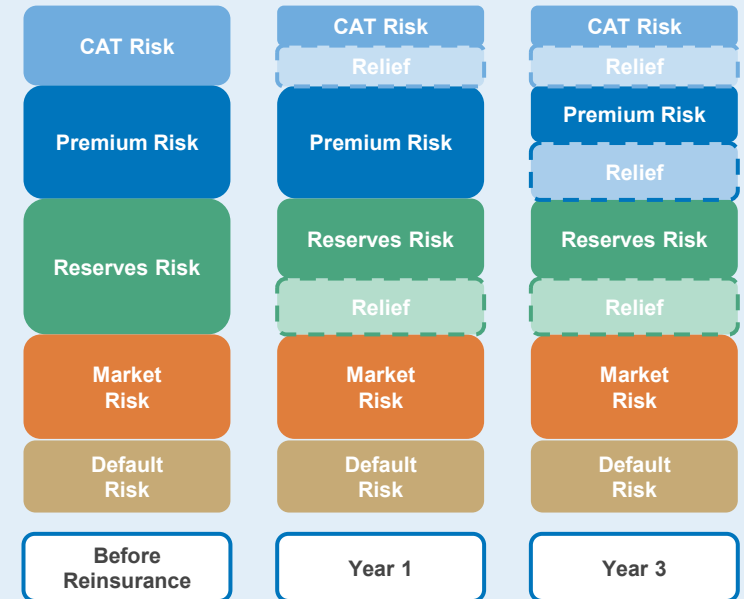 CAT Risk
Premium Risk
Reserves Risk
Market
Risk
Default
Risk
Before
Reinsurance
CAT Risk
Relief
Premium Risk
Reserves Risk
Relief
Market
Risk
Default
Risk
Year 1
CAT Risk
Relief
Premium Risk
Relief
Reserves Risk
Relief
Market
Risk
Default
Risk
Year 3